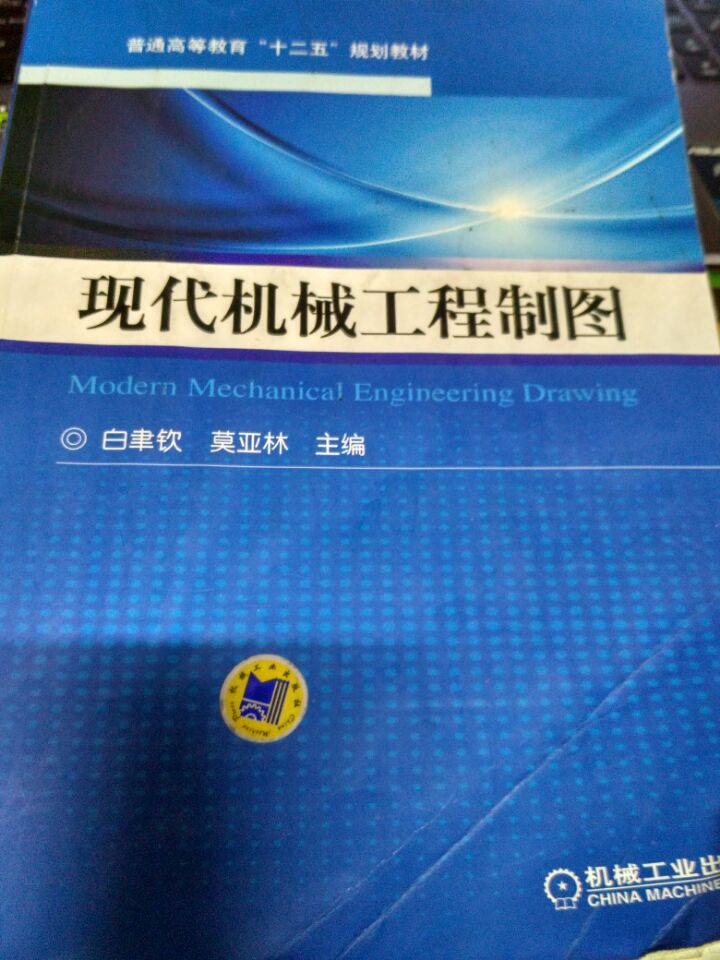 普通高等教育“十二五”规划教材
现代机械工程制图
Modern Mechanical Engineering Drawing
◎ 白聿钦 莫亚林 主编
机械工业出
CHINA MACHINE